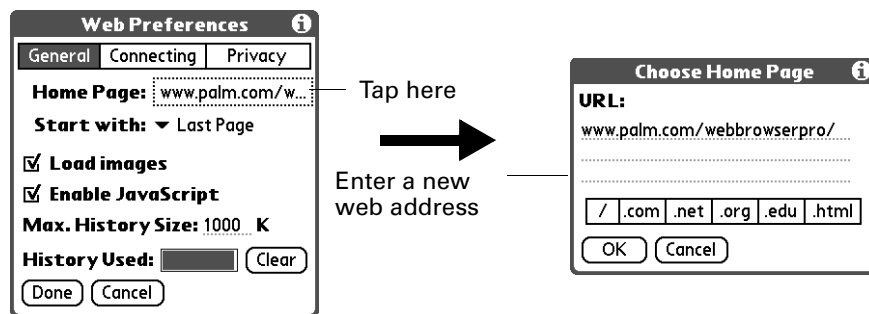 Web Preferences
General Connecting Privacy
Home Page: www.palm.com/w...
Start with: Last Page
Load images
Enable JavaScript
Max. History Size: 1000 K
History Used: Clear
Done Cancel
Tap here
Enter a new
web address
Choose Home Page
URL:
www.palm.com/webbrowserpro/
/ .com .net .org .edu .html
OK Cancel